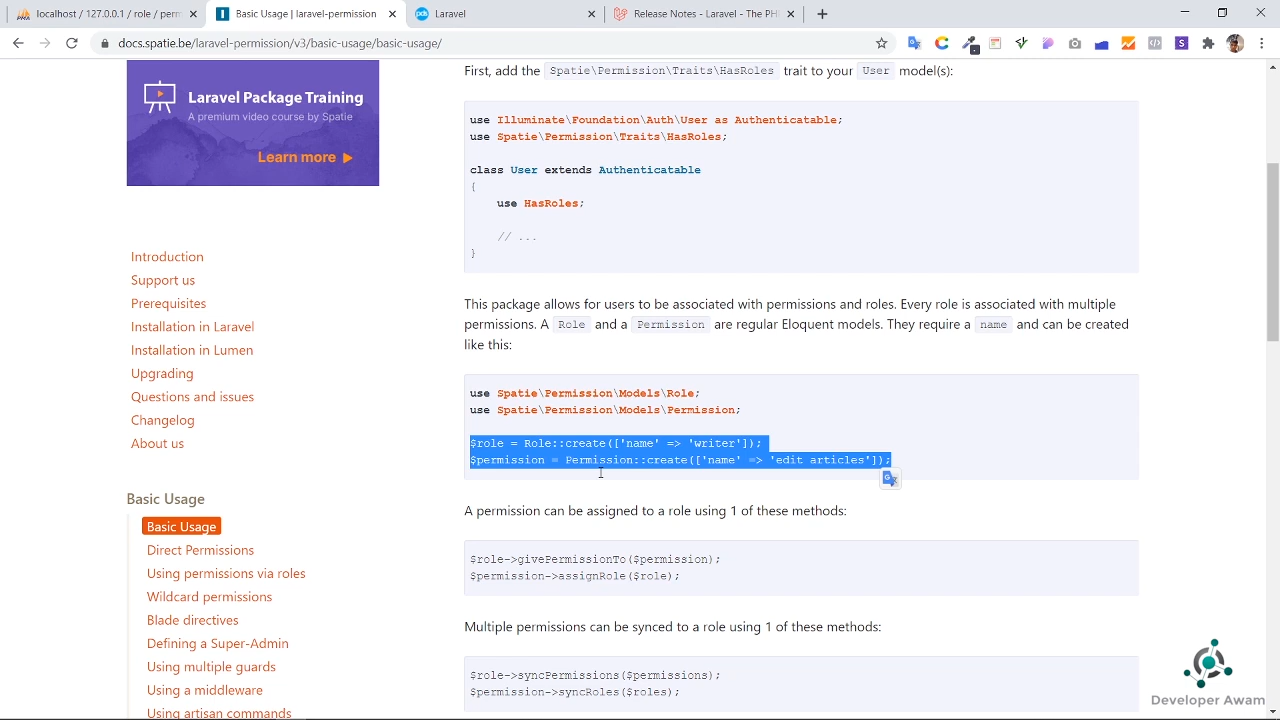 localhost / 127.0.0.1 / permission /
Basic Usage | laravel-permission
Laravel
Release Notes - Laravel - The PH
docs.spatie.be/laravel-permission/v3/basic-usage/basic-usage/
Laravel Package Training
A premium video course by Spatie
Learn more
Introduction
Support us
Prerequisites
Installation in Laravel
Installation in Lumen
Upgrading
Questions and issues
Changelog
About us
Basic Usage
Basic Usage
Direct Permissions
Using permissions via roles
Wildcard permissions
Blade directives
Defining a Super-Admin
Using multiple guards
Using a middleware
Using artisan commands
First, add the Spatie\Permission\Traits\HasRoles trait to your User model(s):
use Illuminate\Foundation\Auth\User as Authenticatable;
use Spatie\Permission\Traits\HasRoles;
class User extends Authenticatable
{
use HasRoles;
// ...
}
This package allows for users to be associated with permissions and roles. Every role is associated with multiple
permissions. A Role and a Permission are regular Eloquent models. They require a name and can be created
like this:
use Spatie\Permission\Models\Role;
use Spatie\Permission\Models\Permission;
$role = Role::create(['name' => 'writer']);
$permission = Permission::create(['name' => 'edit articles']);
A permission can be assigned to a role using 1 of these methods:
$role->givePermissionTo($permission);
$permission->assignRole($role);
Multiple permissions can be synced to a role using 1 of these methods:
$role->syncPermissions($permissions);
$permission->syncRoles($roles);
Developer Awam